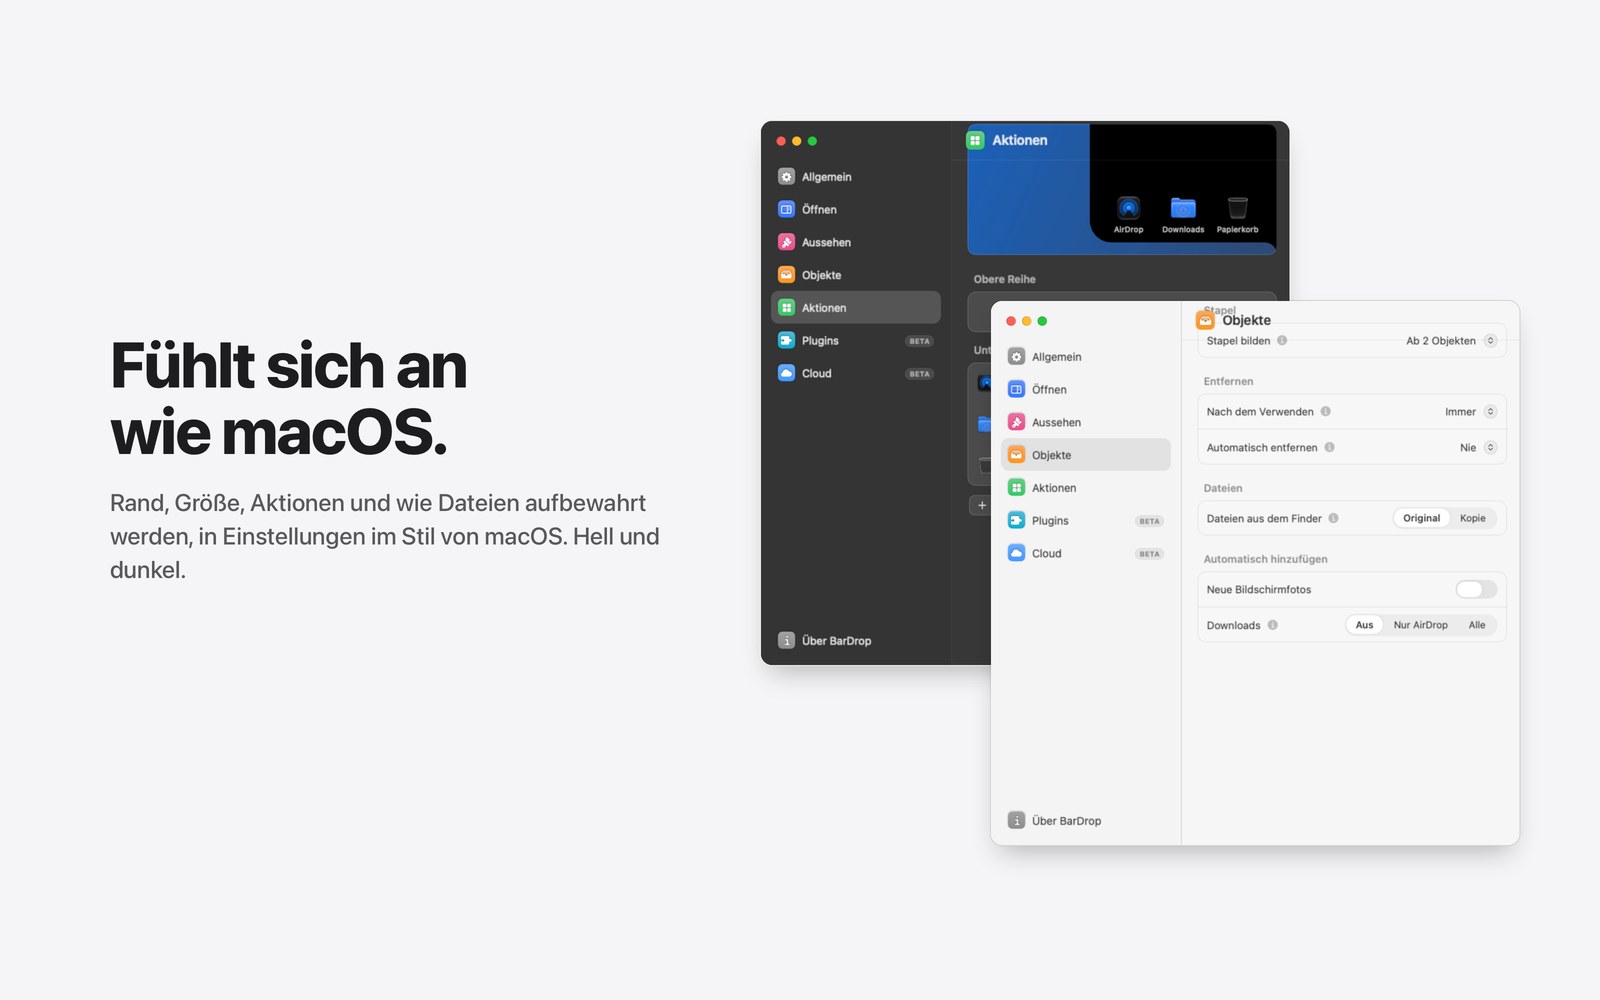 Fühlt sich an
wie macOS.
Rand, Größe, Aktionen und wie Dateien aufbewahrt
werden, in Einstellungen im Stil von macOS. Hell und
dunkel.
Allgemein
Öffnen
Aussehen
Objekte
Aktionen
Plugins BETA
Cloud BETA
Über BarDrop
Aktionen
AirDrop Downloads Papierkorb
Obere Reihe
Unt
+
Allgemein
Öffnen
Aussehen
Objekte
Aktionen
Plugins BETA
Cloud BETA
Über BarDrop
Stapel
Objekte
Stapel bilden Ab 2 Objekten
Entfernen
Nach dem Verwenden Immer
Automatisch entfernen Nie
Dateien
Dateien aus dem Finder Original Kopie
Automatisch hinzufügen
Neue Bildschirmfotos
Downloads Aus Nur AirDrop Alle